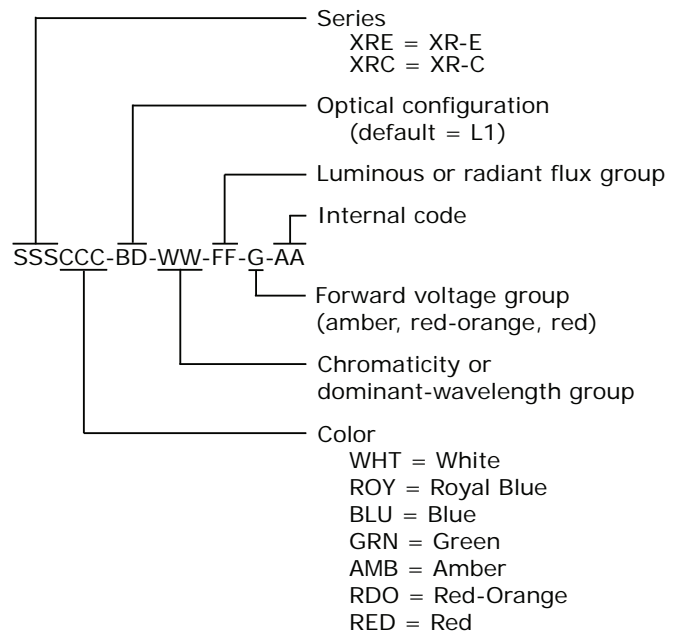 Series
XRE = XR-E
XRC = XR-C
Optical configuration
(default = L1)
Luminous or radiant flux group
Internal code
SSSCCC-BD-WW-FF-G-AA
Forward voltage group
(amber, red-orange, red)
Chromaticity or
dominant-wavelength group
Color
WHT = White
ROY = Royal Blue
BLU = Blue
GRN = Green
AMB = Amber
RDO = Red-Orange
RED = Red